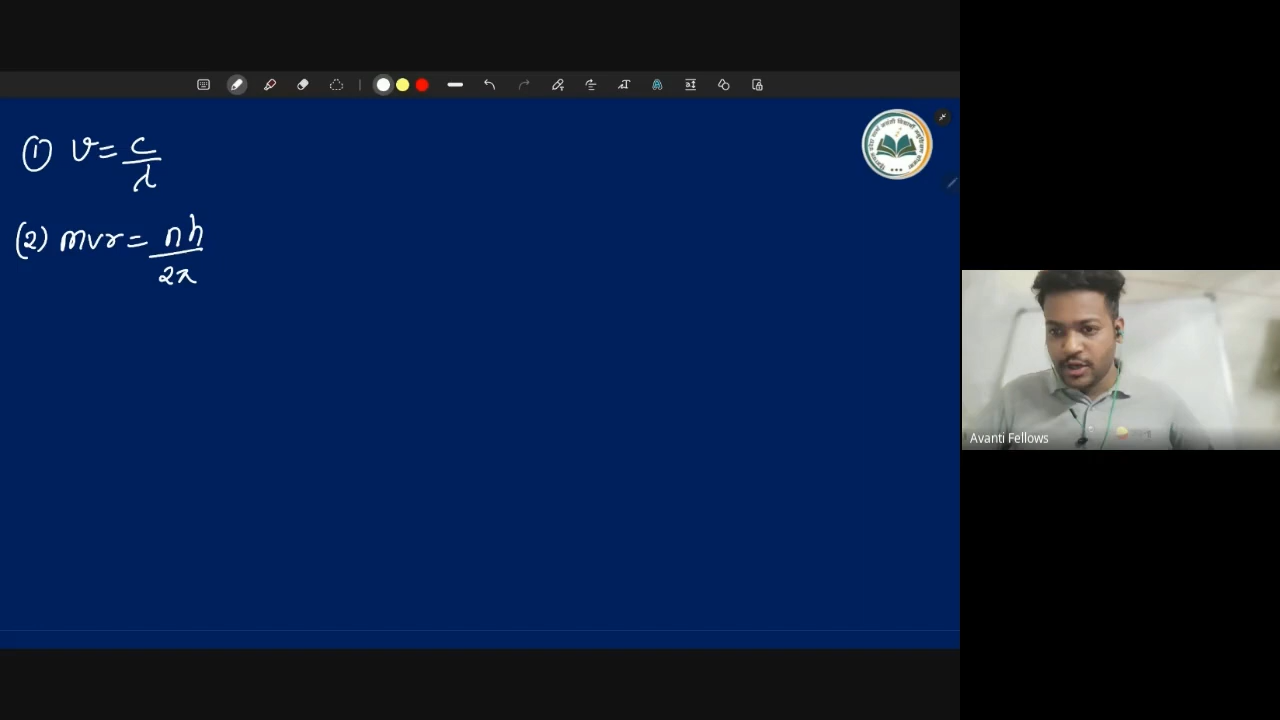 ① ν = c/λ
(2) mvr = nh/2π
Avanti Fellows